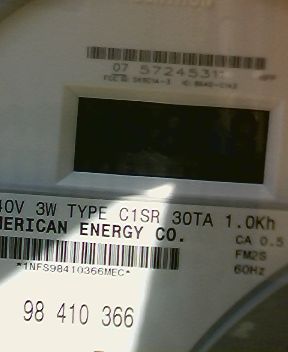 07 5724531
40V 3W TYPE C1SR 30TA 1.0Kh
MERICAN ENERGY CO.
CA 0.5
*1NFS98410366MEC*
FM2S
60Hz
98 410 366